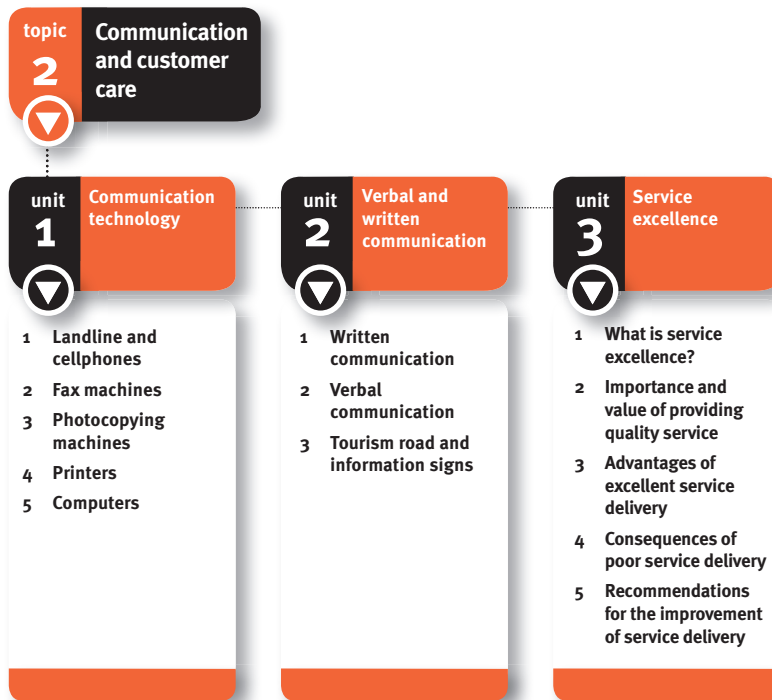 topic
2
Communication
and customer
care
unit
1
Communication
technology
1 Landline and
cellphones
2 Fax machines
3 Photocopying
machines
4 Printers
5 Computers
unit
2
Verbal and
written
communication
1 Written
communication
2 Verbal
communication
3 Tourism road and
information signs
unit
3
Service
excellence
1 What is service
excellence?
2 Importance and
value of providing
quality service
3 Advantages of
excellent service
delivery
4 Consequences of
poor service delivery
5 Recommendations
for the improvement
of service delivery